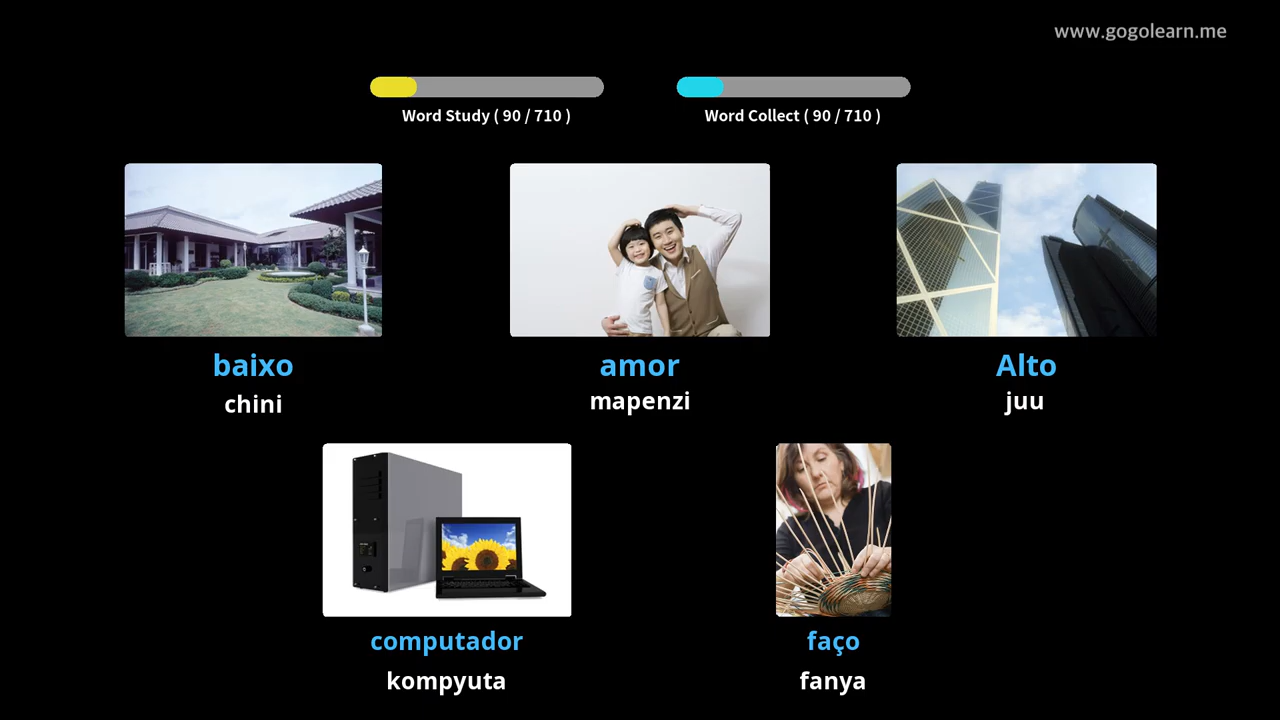 www.gogolearn.me
Word Study ( 90 / 710 )
Word Collect ( 90 / 710 )
baixo
chini
amor
mapenzi
Alto
juu
computador
kompyuta
faço
fanya